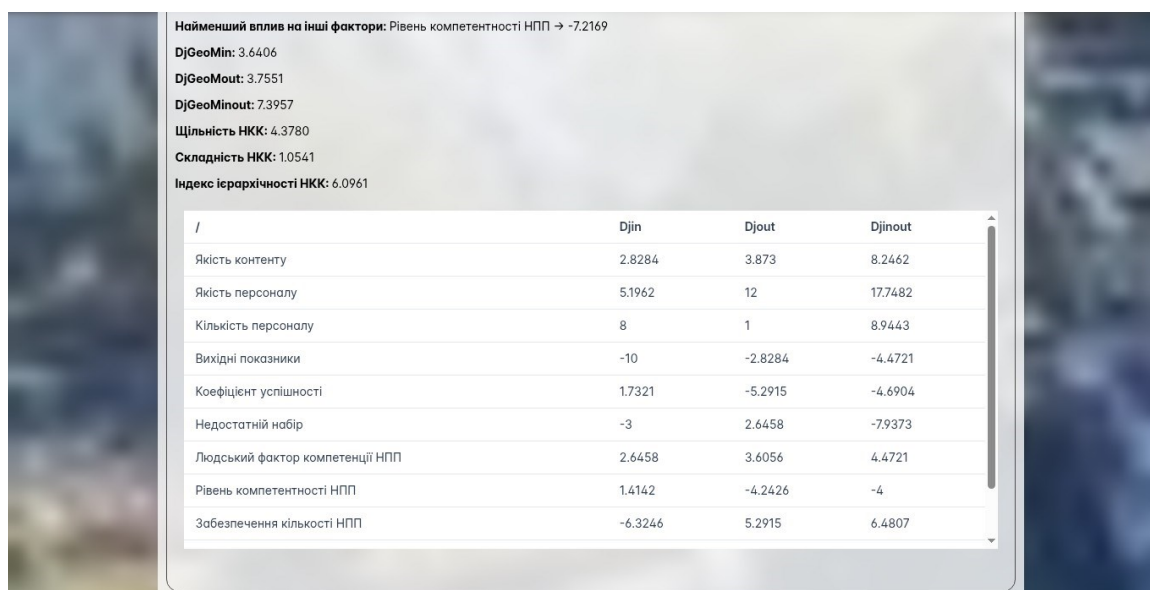 Найменший вплив на інші фактори: Рівень компетентності НПП → -7.2169
DjGeoMin: 3.6406
DjGeoMout: 3.7551
DjGeoMinout: 7.3957
Щільність НКК: 4.3780
Складність НКК: 1.0541
Індекс ієрархічності НКК: 6.0961
/ Djin Djout Djinout
Якість контенту 2.8284 3.873 8.2462
Якість персоналу 5.1962 12 17.7482
Кількість персоналу 8 1 8.9443
Вихідні показники -10 -2.8284 -4.4721
Коефіцієнт успішності 1.7321 -5.2915 -4.6904
Недостатній набір -3 2.6458 -7.9373
Людський фактор компетенції НПП 2.6458 3.6056 4.4721
Рівень компетентності НПП 1.4142 -4.2426 -4
Забезпечення кількості НПП -6.3246 5.2915 6.4807